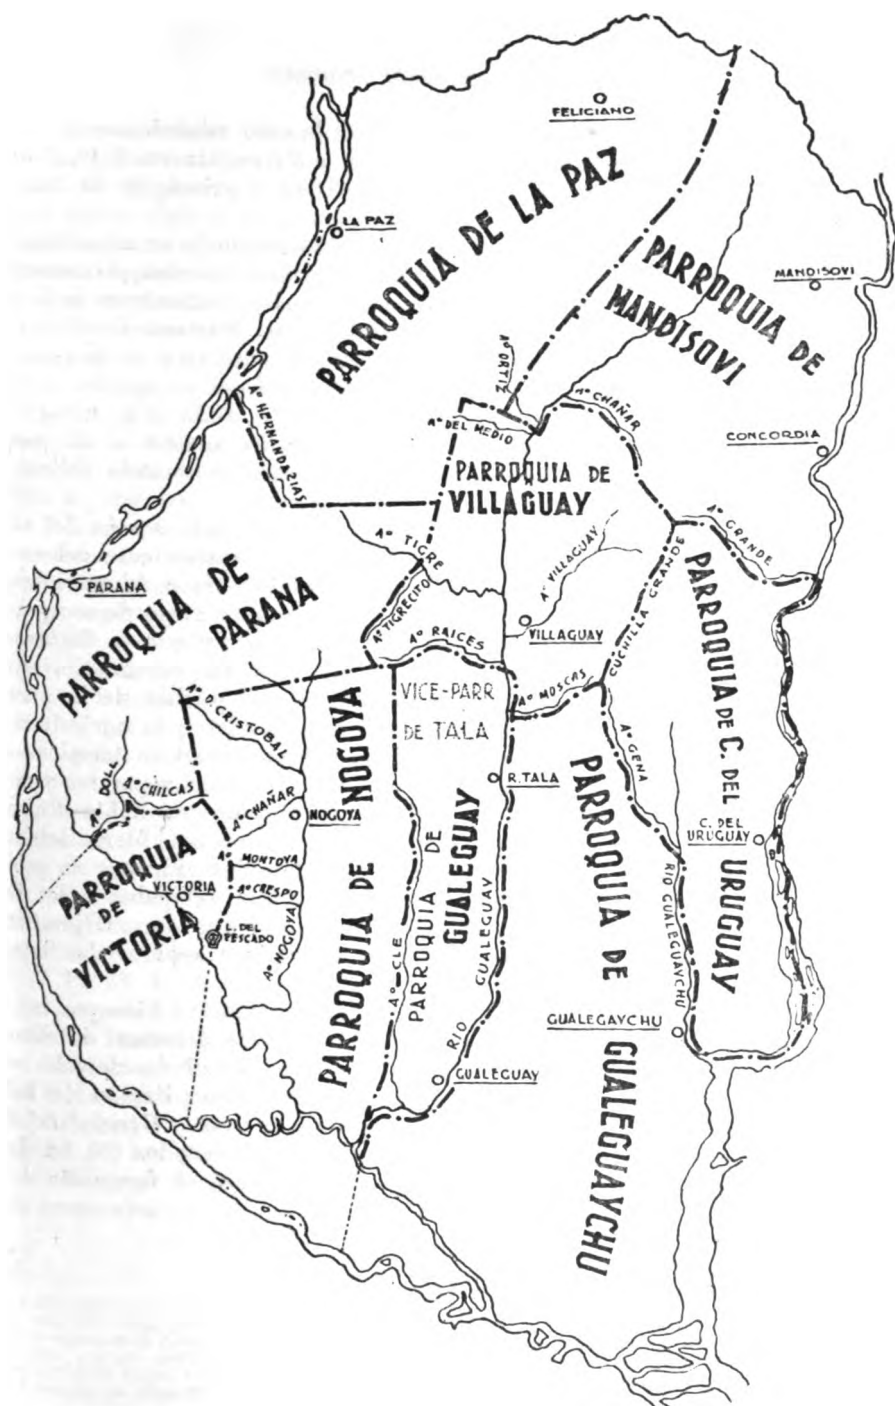 FELICIANO
LA PAZ
PARROQUIA DE LA PAZ
PARROQUIA DE
MANDISOVI
MANDISOVI
Aº ORTIZ
Aº HERNANDAZIAS
Aº DEL MEDIO
Aº CHAÑAR
CONCORDIA
PARROQUIA DE
VILLAGUAY
Aº TIGRE
Aº VILLAGUAY
Aº GRANDE
PARANA
PARROQUIA DE
PARANA
Aº TIGRECITO
Aº RAICES
VILLAGUAY
CUCHILLA GRANDE
PARROQUIA DE C. DEL
URUGUAY
Aº D. CRISTOBAL
VICE-PARR
DE TALA
Aº MOSCAS
Aº GENA
R. TALA
Aº DOLL
Aº CHILCAS
Aº CHAÑAR
NOGOYA
PARROQUIA DE
NOGOYA
PARROQUIA DE
GUALEGUAY
C. DEL
URUGUAY
Aº
MONTOYA
Aº CRESPO
PARROQUIA
DE
VICTORIA
VICTORIA
L. DEL
PESCADO
Aº NOGOYA
Aº CLE
RIO
GUALEGUAY
PARROQUIA DE
GUALEGUAYCHU
RIO GUALEGUAYCHU
GUALEGAYCHU
GUALEGUAY